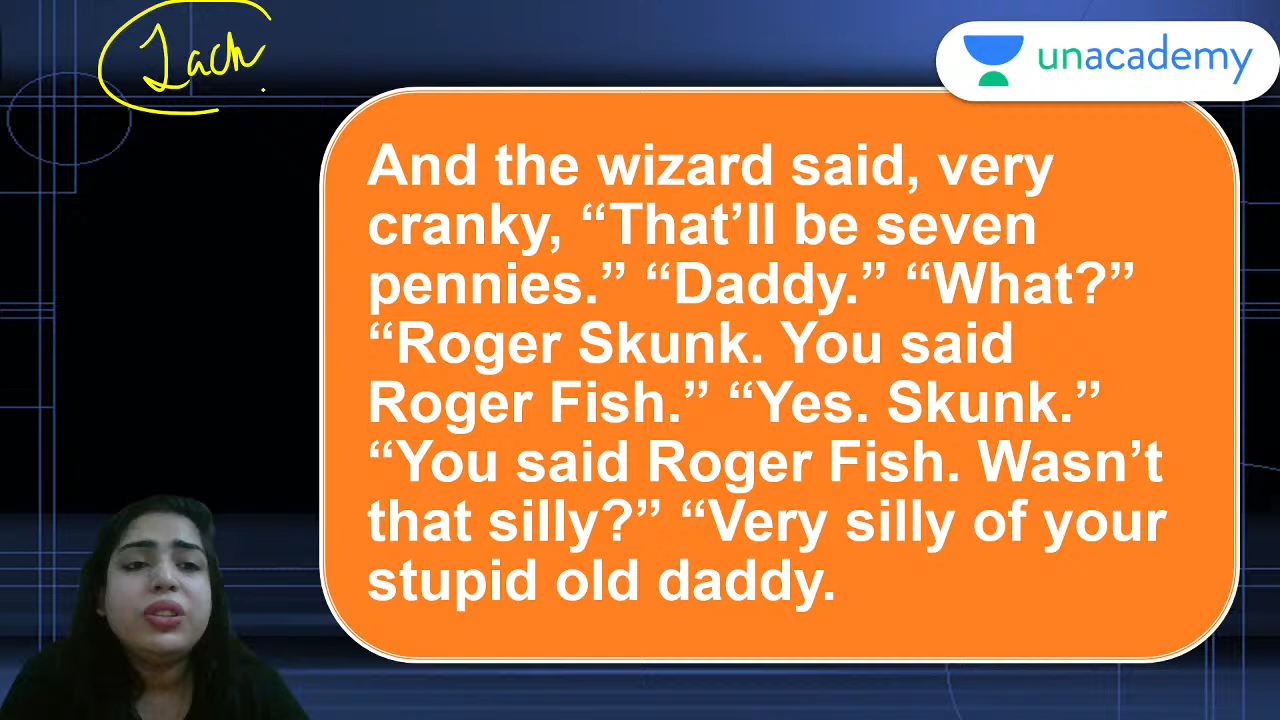 Jack
unacademy
And the wizard said, very
cranky, “That’ll be seven
pennies.” “Daddy.” “What?”
“Roger Skunk. You said
Roger Fish.” “Yes. Skunk.”
“You said Roger Fish. Wasn’t
that silly?” “Very silly of your
stupid old daddy.